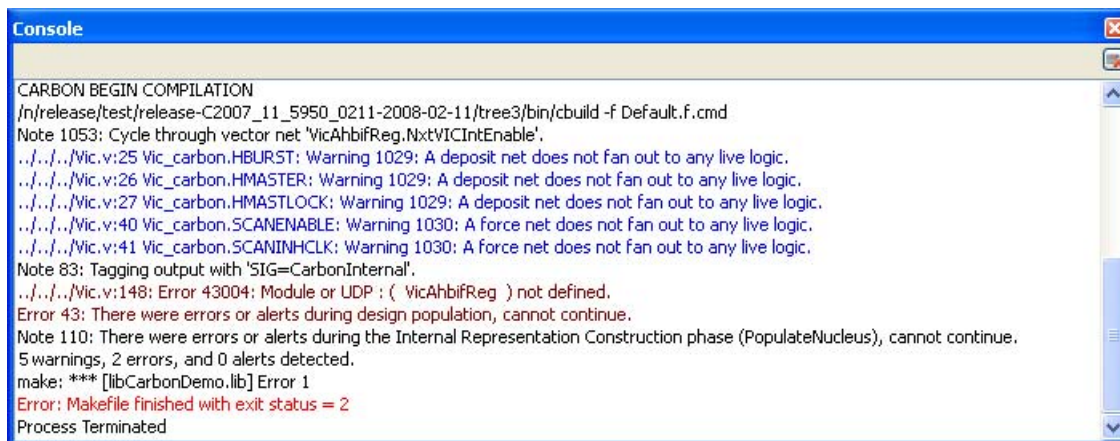 Console
CARBON BEGIN COMPILATION
/n/release/test/release-C2007_11_5950_0211-2008-02-11/tree3/bin/cbuild -f Default.f.cmd
Note 1053: Cycle through vector net 'VicAhbifReg.NxtVICIntEnable'.
../../../Vic.v:25 Vic_carbon.HBURST: Warning 1029: A deposit net does not fan out to any live logic.
../../../Vic.v:26 Vic_carbon.HMASTER: Warning 1029: A deposit net does not fan out to any live logic.
../../../Vic.v:27 Vic_carbon.HMASTLOCK: Warning 1029: A deposit net does not fan out to any live logic.
../../../Vic.v:40 Vic_carbon.SCANENABLE: Warning 1030: A force net does not fan out to any live logic.
../../../Vic.v:41 Vic_carbon.SCANINHCLK: Warning 1030: A force net does not fan out to any live logic.
Note 83: Tagging output with 'SIG=CarbonInternal'.
../../../Vic.v:148: Error 43004: Module or UDP : (  VicAhbifReg  ) not defined.
Error 43: There were errors or alerts during design population, cannot continue.
Note 110: There were errors or alerts during the Internal Representation Construction phase (PopulateNucleus), cannot continue.
5 warnings, 2 errors, and 0 alerts detected.
make: *** [libCarbonDemo.lib] Error 1
Error: Makefile finished with exit status = 2
Process Terminated